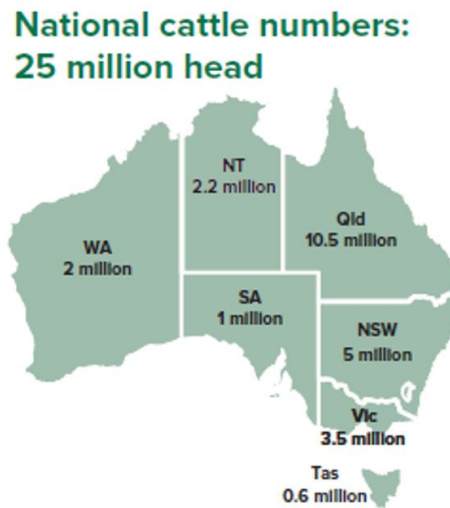 National cattle numbers:
25 million head
NT
2.2 million
Qld
10.5 million
WA
2 million
SA
1 million
NSW
5 million
Vic
3.5 million
Tas
0.6 million